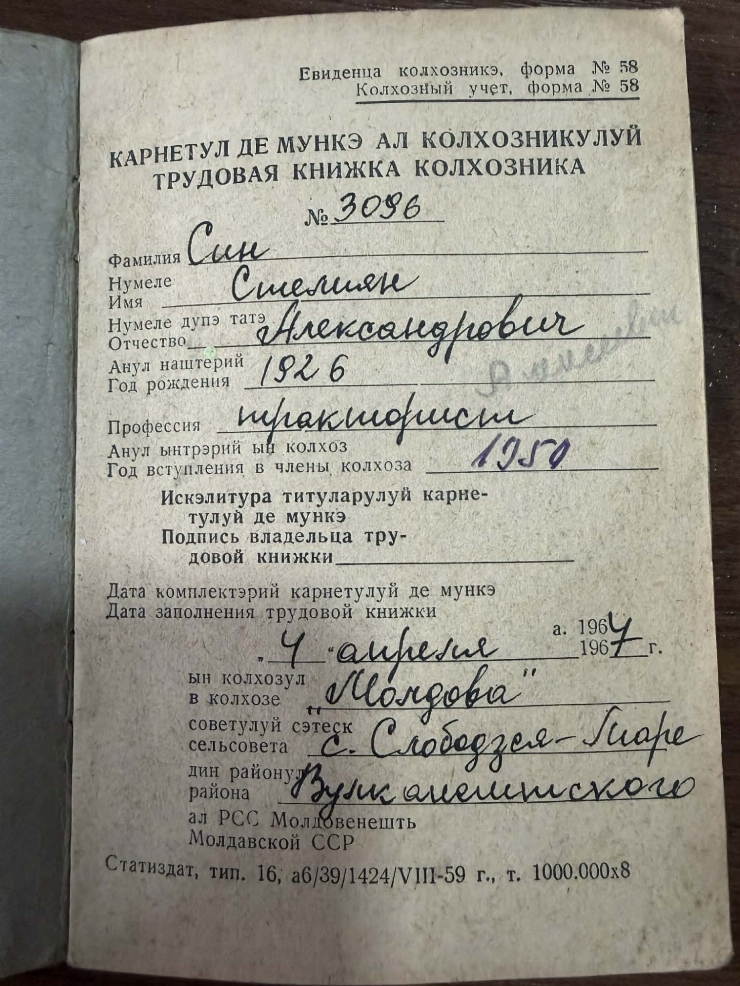 Евиденца колхозникэ, форма № 58
Колхозный учет, форма № 58
КАРНЕТУЛ ДЕ МУНКЭ АЛ КОЛХОЗНИКУЛУЙ
ТРУДОВАЯ КНИЖКА КОЛХОЗНИКА
№ 3096
Фамилия Син
Нумеле
Имя Стелиян
Нумеле дупэ татэ
Отчество Александрович
Анул наштерий
Год рождения 1926
Профессия тракторист
Анул ынтрэрий ын колхоз
Год вступления в члены колхоза 1950
Искэлитура титуларулуй карне-
тулуй де мункэ
Подпись владельца тру-
довой книжки
Дата комплектэрий карнетулуй де мункэ
Дата заполнения трудовой книжки
а. 1967
„ 4 " апреля 1967 г.
ын колхозул
в колхозе „Молдова"
советулуй сэтеск
сельсовета с. Слободзея-Маре
дин районул
района Вулканештского
ал РСС Молдовенешть
Молдавской ССР
Статиздат, тип. 16, а6/39/1424/VIII-59 г., т. 1000.000х8